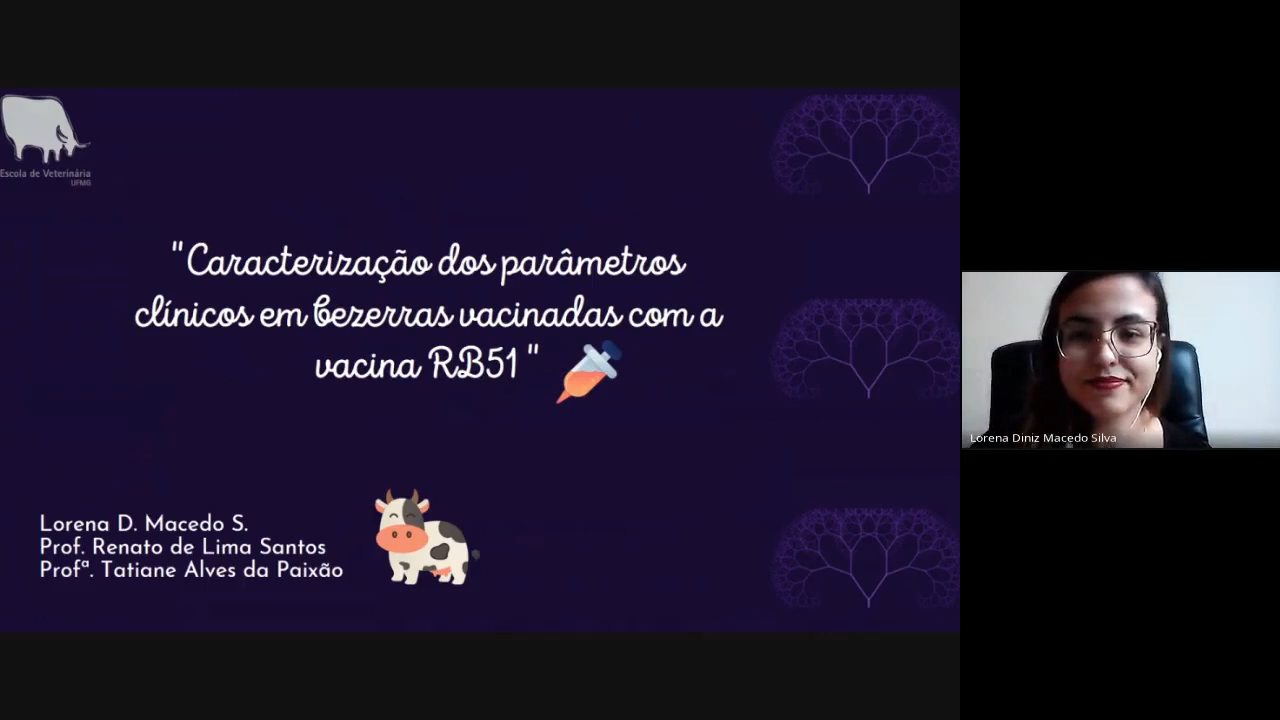 Escola de Veterinária
UFMG
"Caracterização dos parâmetros
clínicos em bezerras vacinadas com a
vacina RB51 "
Lorena D. Macedo S.
Prof. Renato de Lima Santos
Profª. Tatiane Alves da Paixão
Lorena Diniz Macedo Silva